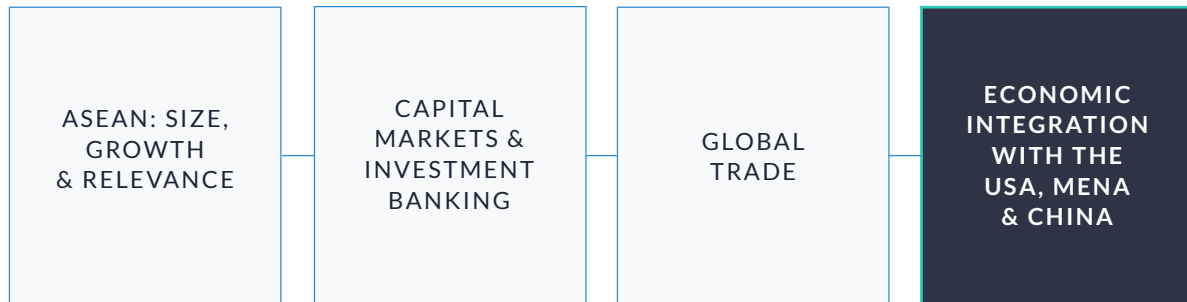 ASEAN: SIZE,
GROWTH
& RELEVANCE
CAPITAL
MARKETS &
INVESTMENT
BANKING
GLOBAL
TRADE
ECONOMIC
INTEGRATION
WITH THE
USA, MENA
& CHINA